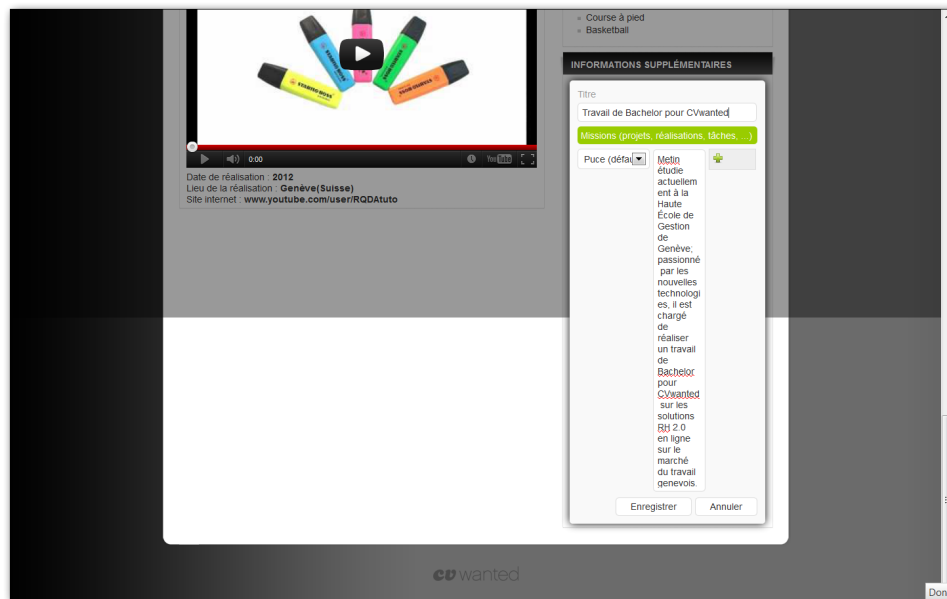 Course à pied
Basketball
INFORMATIONS SUPPLÉMENTAIRES
Titre
Travail de Bachelor pour CVwanted
Missions (projets, réalisations, tâches, ...)
Puce (défau
Metin
étudie
actuellem
ent à la
Haute
École de
Gestion
de
Genève;
passionné
par les
nouvelles
technologi
es, il est
chargé
de
réaliser
un travail
de
Bachelor
pour
CVwanted
sur les
solutions
RH 2.0
en ligne
sur le
marché
du travail
genevois.
Enregistrer
Annuler
STABILO BOSS
0:00
YouTube
Date de réalisation : 2012
Lieu de la réalisation : Genève(Suisse)
Site internet : www.youtube.com/user/RQDAtuto
cv wanted
Don